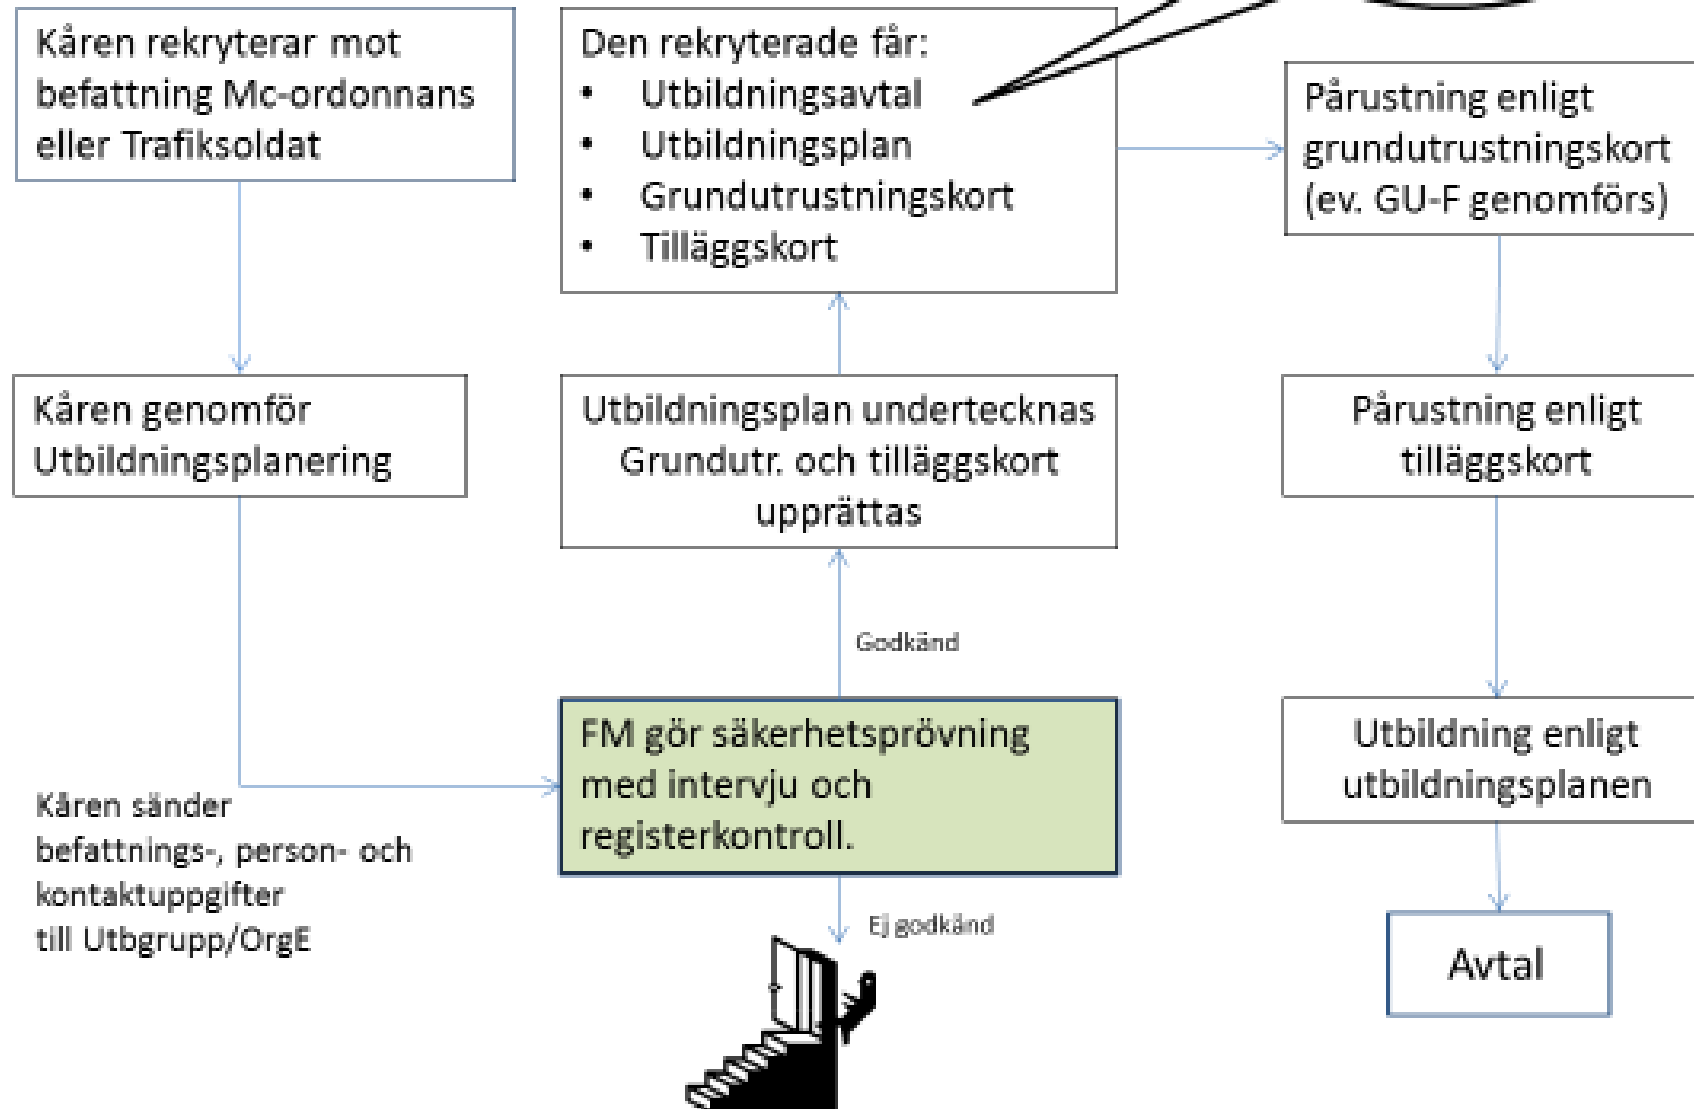 Kåren rekryterar mot
befattning Mc-ordonnans
eller Trafiksoldat
Kåren genomför
Utbildningsplanering
Kåren sänder
befattnings-, person- och
kontaktuppgifter
till Utbgrupp/OrgE
FM gör säkerhetsprövning
med intervju och
registerkontroll.
Ej godkänd
Godkänd
Utbildningsplan undertecknas
Grundutr. och tilläggskort
upprättas
Den rekryterade får:
• Utbildningsavtal
• Utbildningsplan
• Grundutrustningskort
• Tilläggskort
Pårustning enligt
grundutrustningskort
(ev. GU-F genomförs)
Pårustning enligt
tilläggskort
Utbildning enligt
utbildningsplanen
Avtal